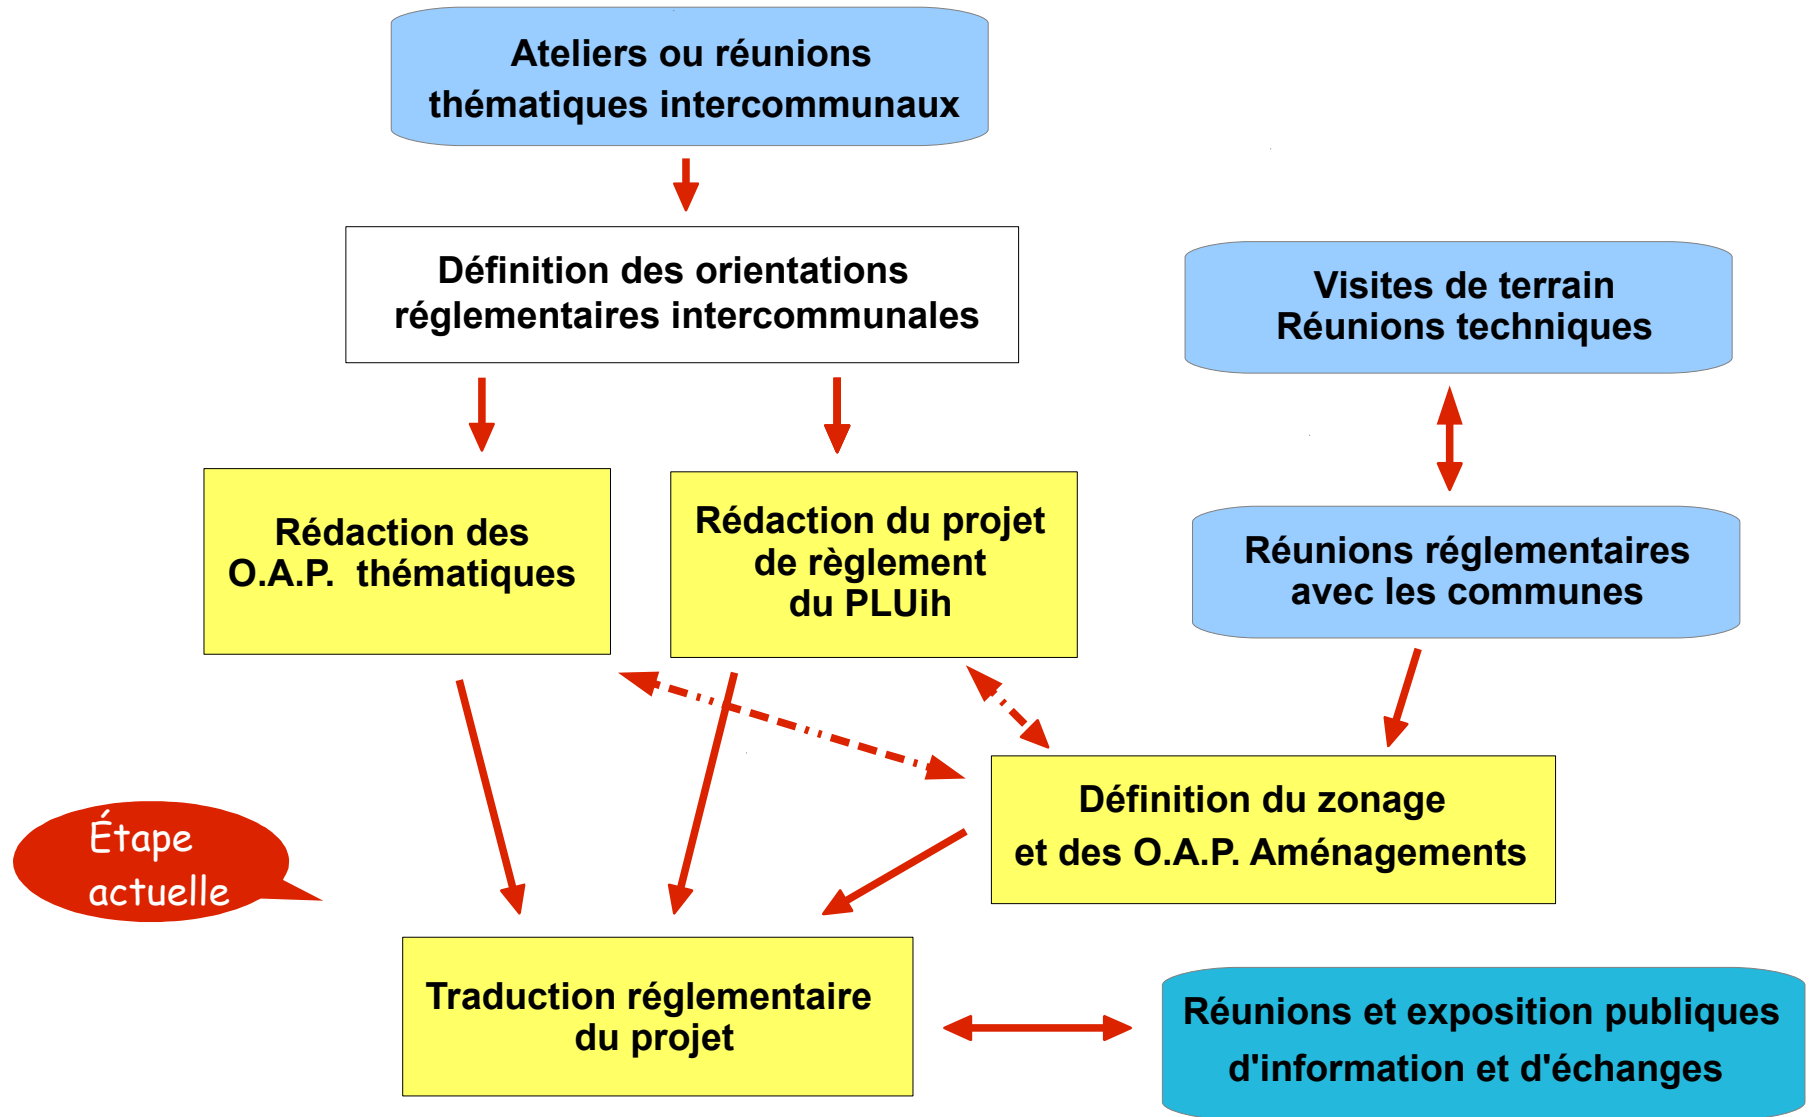 Ateliers ou réunions
thématiques intercommunaux
Définition des orientations
réglementaires intercommunales
Visites de terrain
Réunions techniques
Rédaction des
O.A.P. thématiques
Rédaction du projet
de règlement
du PLUih
Réunions réglementaires
avec les communes
Définition du zonage
et des O.A.P. Aménagements
Étape
actuelle
Traduction réglementaire
du projet
Réunions et exposition publiques
d'information et d'échanges